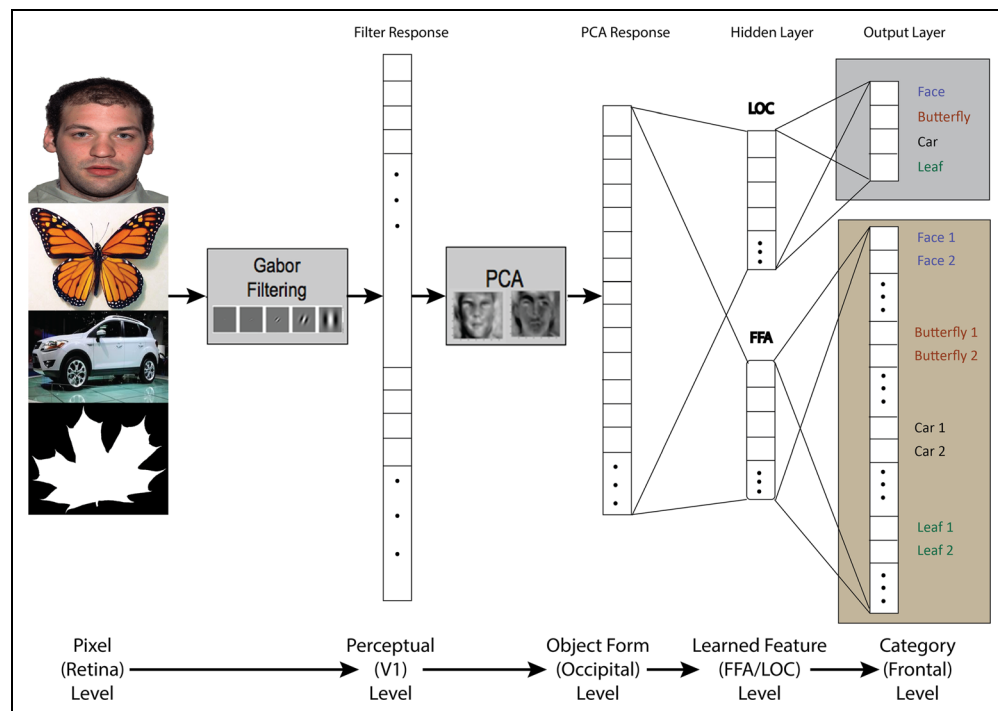 Filter Response
PCA Response
Hidden Layer
Output Layer
LOC
Face
Butterfly
Car
Leaf
Gabor
Filtering
PCA
FFA
Face 1
Face 2
Butterfly 1
Butterfly 2
Car 1
Car 2
Leaf 1
Leaf 2
Pixel
(Retina)
Level
Perceptual
(V1)
Level
Object Form
(Occipital)
Level
Learned Feature
(FFA/LOC)
Level
Category
(Frontal)
Level